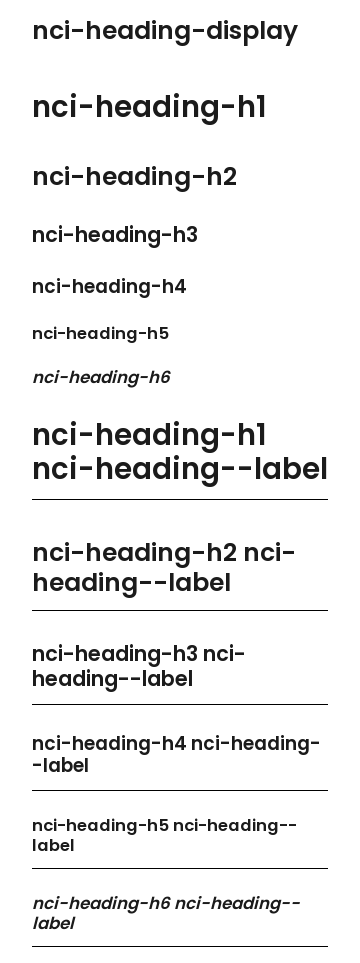 nci-heading-display
nci-heading-h1
nci-heading-h2
nci-heading-h3
nci-heading-h4
nci-heading-h5
nci-heading-h6
nci-heading-h1
nci-heading--label
nci-heading-h2 nci-
heading--label
nci-heading-h3 nci-
heading--label
nci-heading-h4 nci-heading-
-label
nci-heading-h5 nci-heading--
label
nci-heading-h6 nci-heading--
label